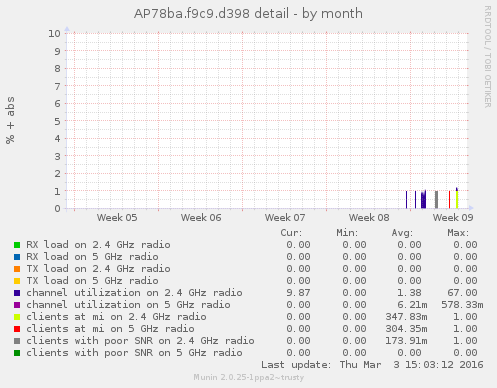 AP78ba.f9c9.d398 detail - by month
RRDTOOL / TOBI OETIKER
% + abs
10
9
8
7
6
5
4
3
2
1
0
Week 05 Week 06 Week 07 Week 08 Week 09
Cur: Min: Avg: Max:
RX load on 2.4 GHz radio 0.00 0.00 0.00 0.00
RX load on 5 GHz radio 0.00 0.00 0.00 0.00
TX load on 2.4 GHz radio 0.00 0.00 0.00 0.00
TX load on 5 GHz radio 0.00 0.00 0.00 0.00
channel utilization on 2.4 GHz radio 9.87 0.00 1.38 67.00
channel utilization on 5 GHz radio 0.00 0.00 6.21m 578.33m
clients at mi on 2.4 GHz radio 0.00 0.00 347.83m 1.00
clients at mi on 5 GHz radio 0.00 0.00 304.35m 1.00
clients with poor SNR on 2.4 GHz radio 0.00 0.00 173.91m 1.00
clients with poor SNR on 5 GHz radio 0.00 0.00 0.00 0.00
Last update: Thu Mar 3 15:03:12 2016
Munin 2.0.25-1ppa2~trusty